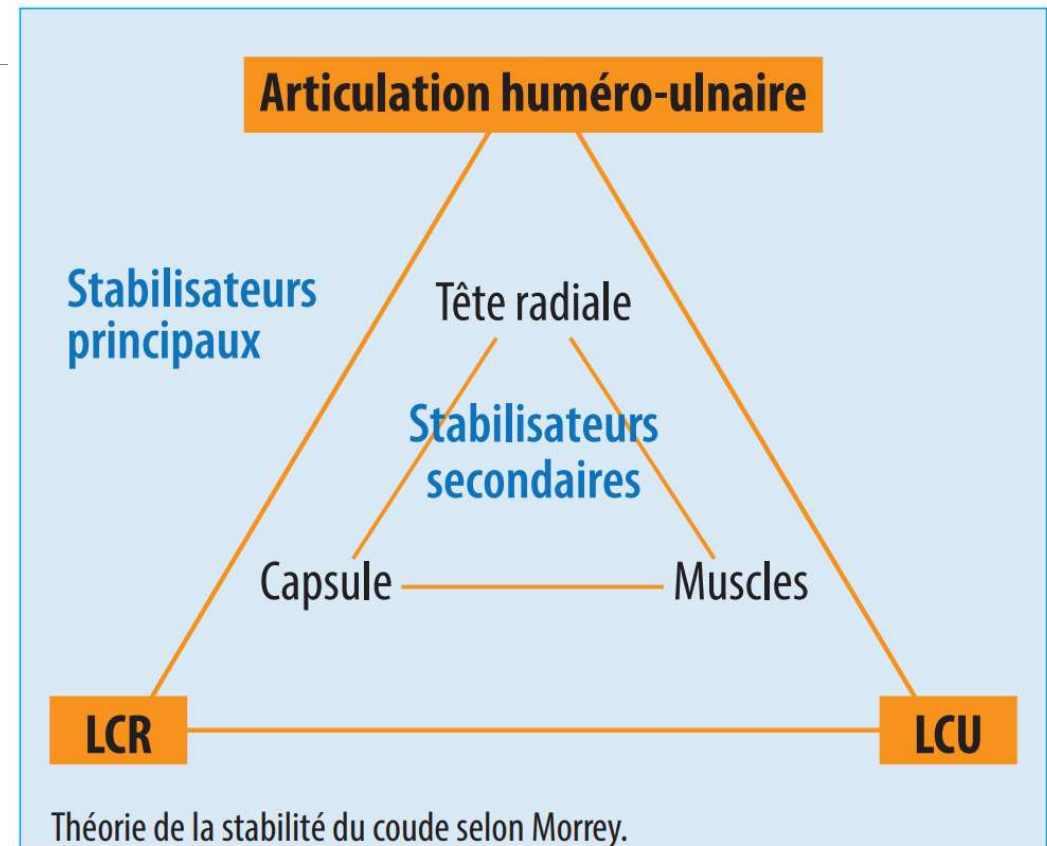 Articulation huméro-ulnaire
Stabilisateurs
principaux
Tête radiale
Stabilisateurs
secondaires
Capsule
Muscles
LCR
LCU
Théorie de la stabilité du coude selon Morrey.